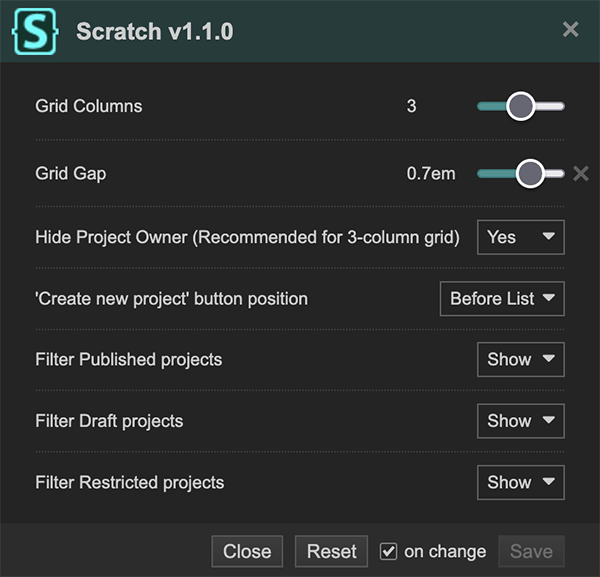 S Scratch v1.1.0
Grid Columns 3
Grid Gap 0.7em
Hide Project Owner (Recommended for 3-column grid) Yes
'Create new project' button position Before List
Filter Published projects Show
Filter Draft projects Show
Filter Restricted projects Show
Close Reset on change Save